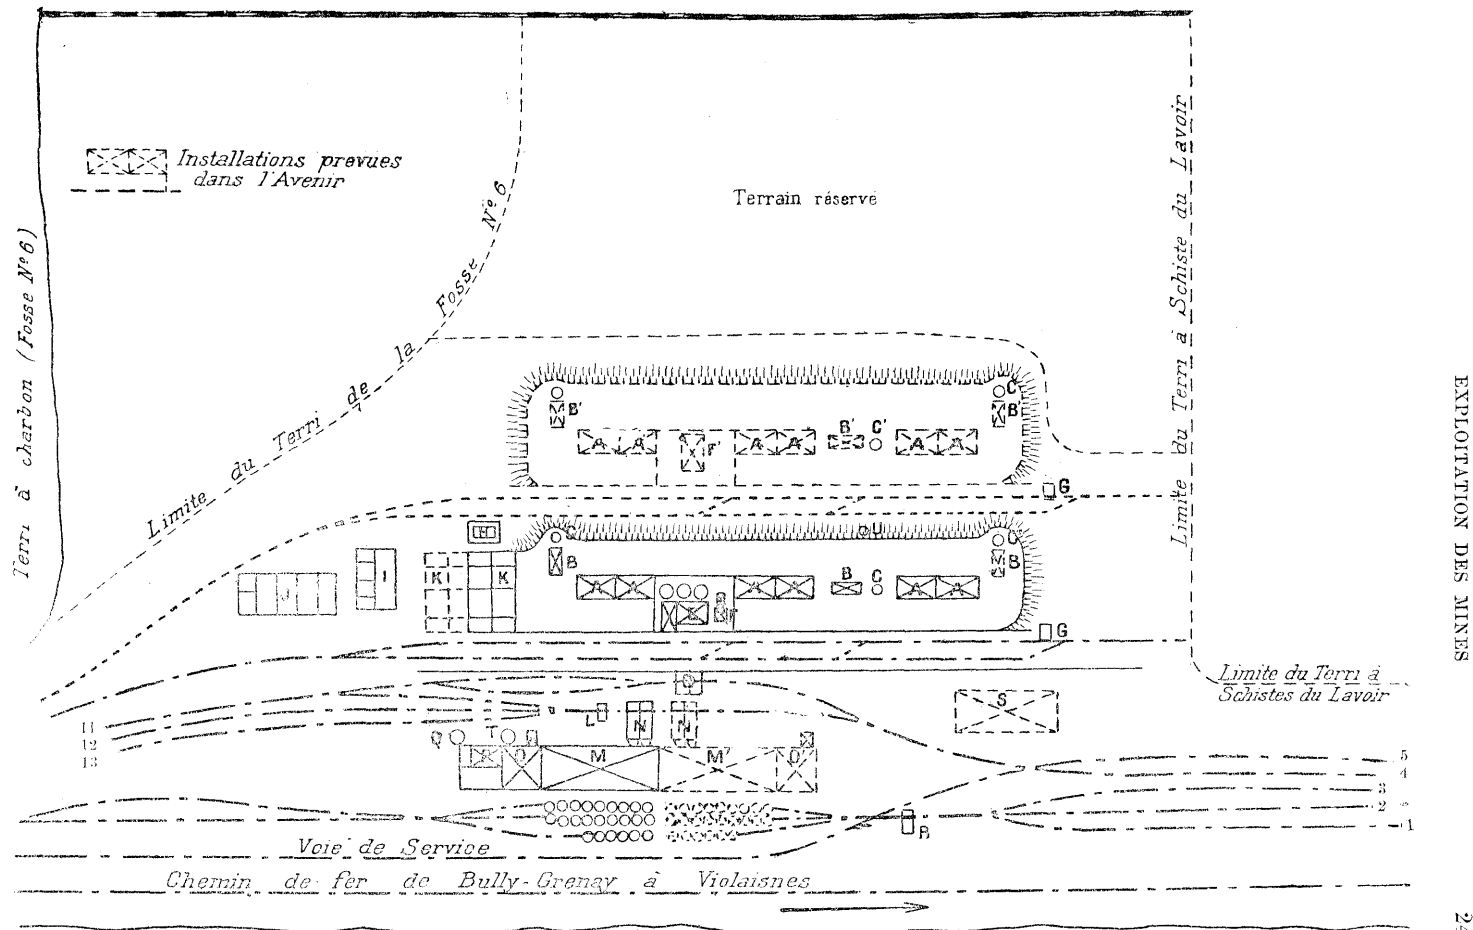 Installations prevues
dans l'Avenir
Terrain réservé
Terri à charbon (Fosse Nº 6)
Limite du Terri de la Fosse Nº 6
Limite du Terri à Schiste du Lavoir
EXPLOITATION DES MINES
C
B'
B'
C'
C
B'
A
A
F'
A
A
A
A
G
H
C
U
C
J
I
K
K
B
A
A
A
A
B
C
A
A
B
G
Limite du Terri à
Schistes du Lavoir
S
L
N
N
11
12
13
T
M
M'
O'
5
4
3
2
1
R
Voie de Service
Chemin de fer de Bully-Grenay à Violaisnes